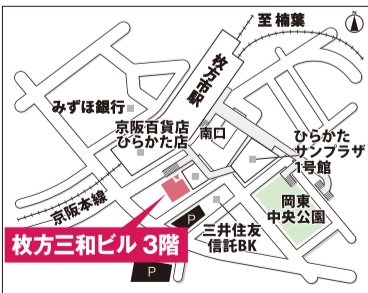 至 楠葉
枚方市駅
みずほ銀行
京阪百貨店
ひらかた店
南口
ひらかた
サンプラザ
1号館
岡東
中央公園
京阪本線
三井住友
信託BK
枚方三和ビル 3階
P
P